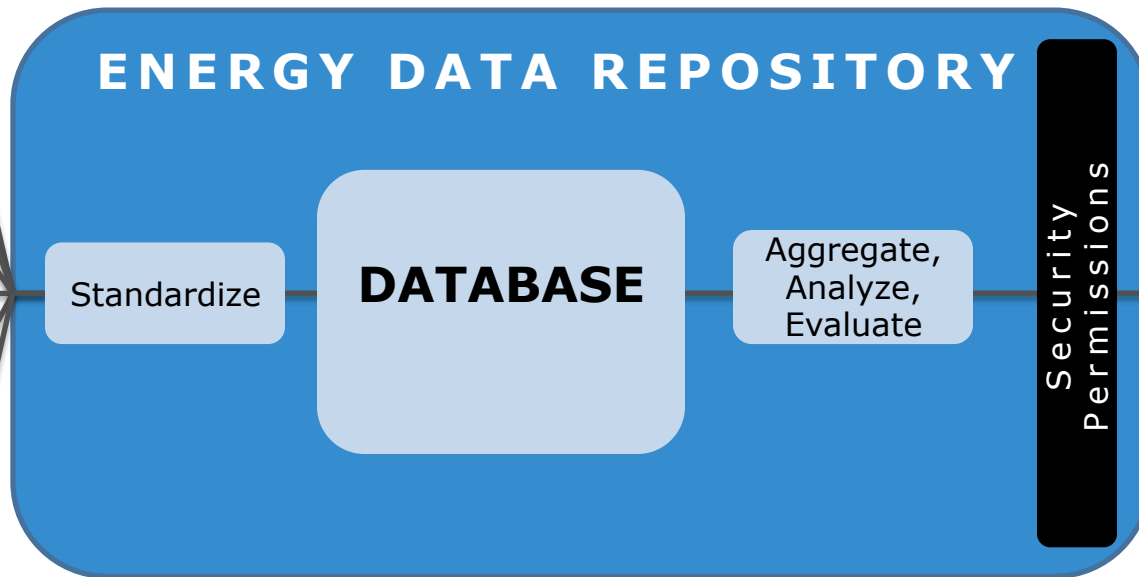 ENERGY DATA REPOSITORY
Standardize
DATABASE
Aggregate,
Analyze,
Evaluate
Security
Permissions